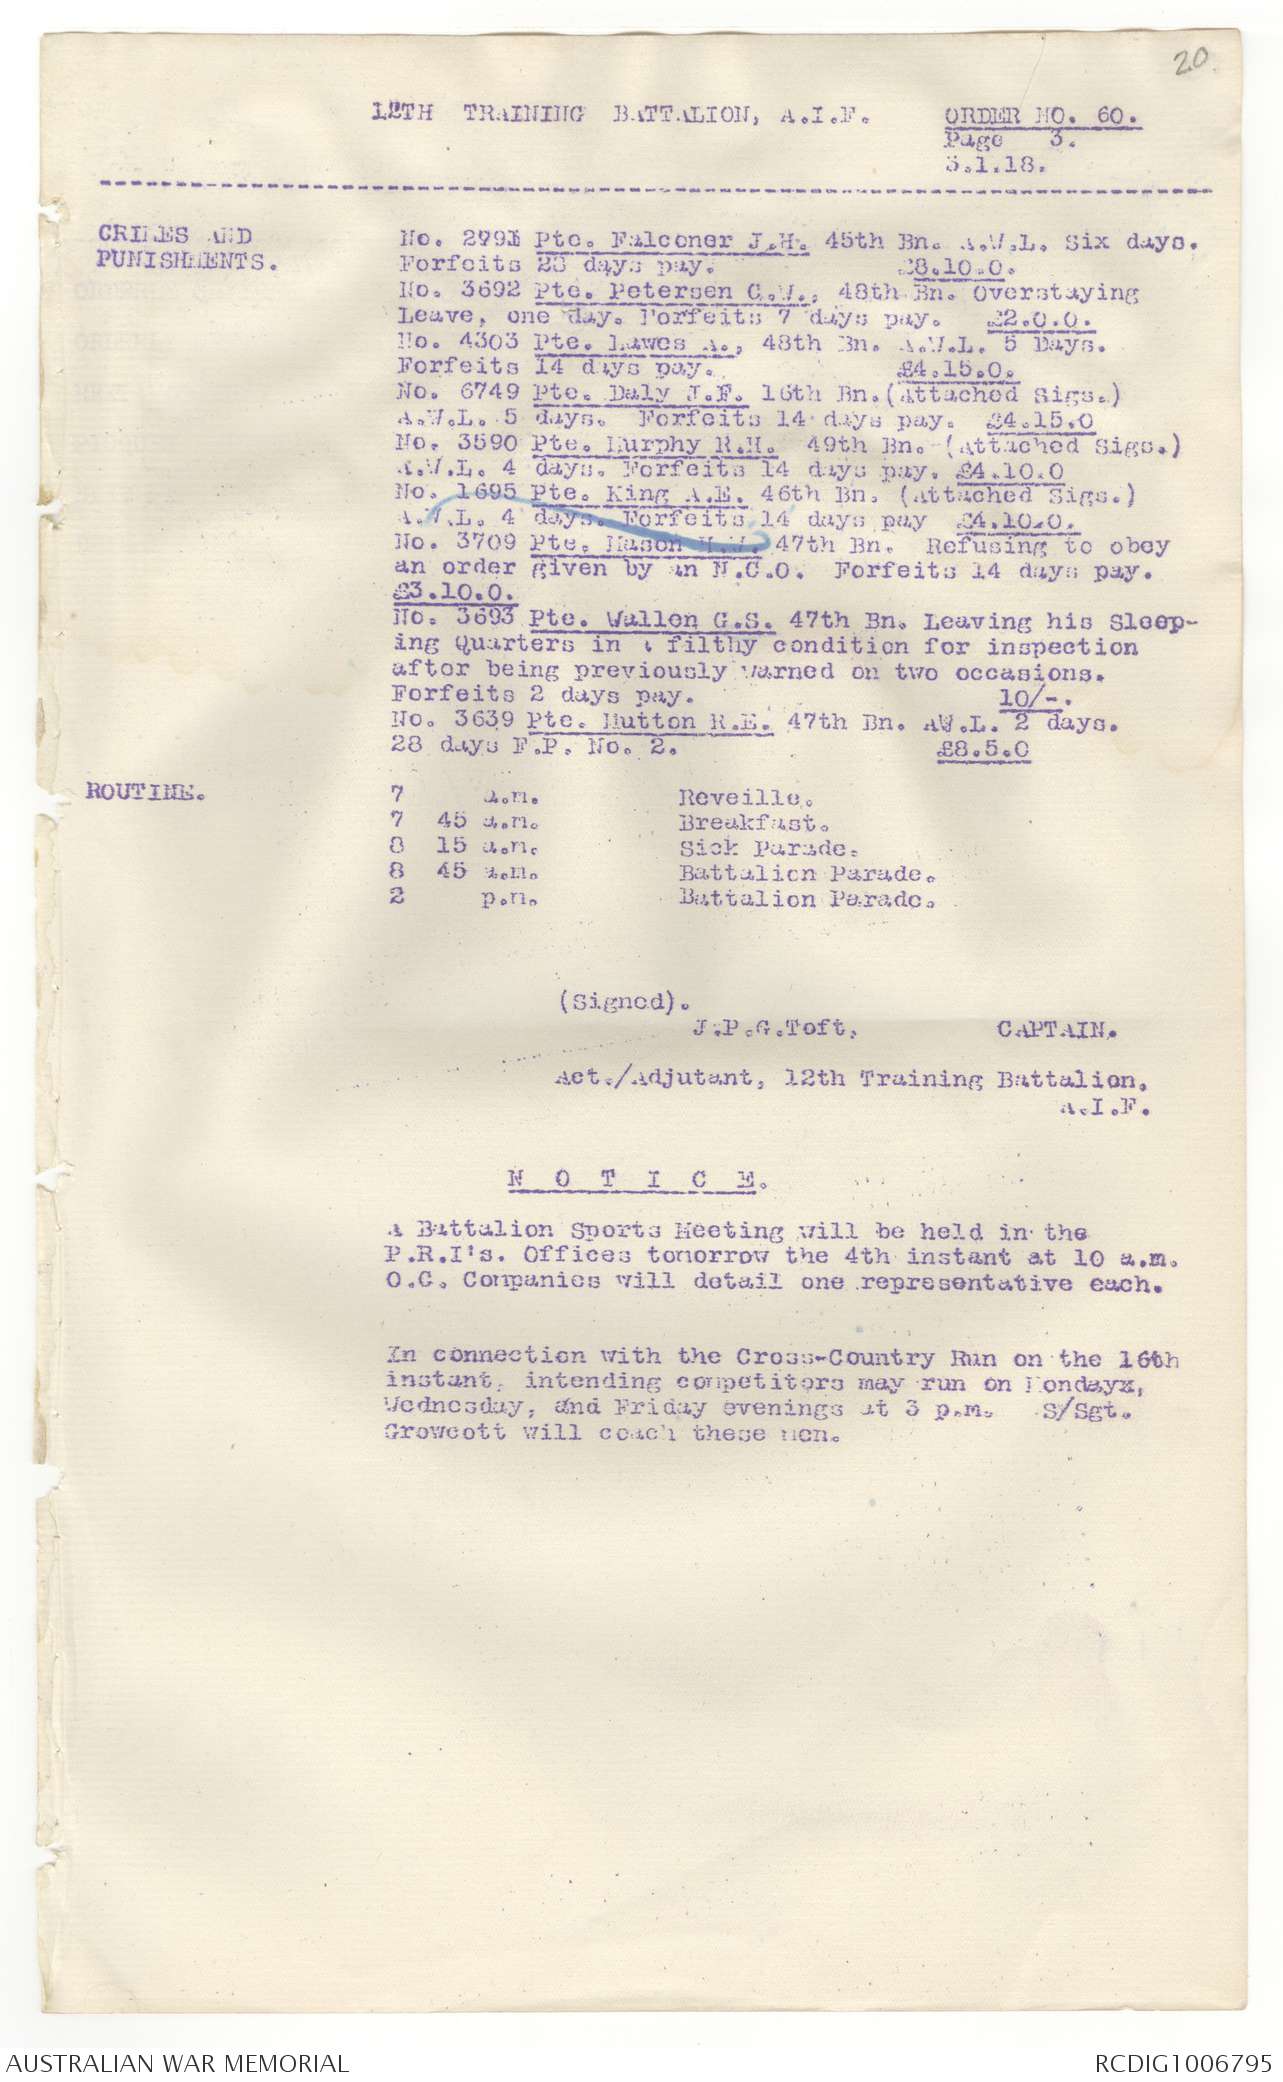 20
12TH TRAINING BATTALION, A.I.F. ORDER NO. 60.
Page 3.
3.1.18.
CRIMES AND PUNISHMENTS.
No. 2791 Pte. Falconer J.H. 45th Bn. A.W.L. Six days.
Forfeits 28 days pay. £8.10.0.
No. 3692 Pte. Petersen C.W., 48th Bn. Overstaying
Leave, one day. Forfeits 7 days pay. £2.0.0.
No. 4303 Pte. Lawes A., 48th Bn. A.W.L. 5 Days.
Forfeits 14 days pay. £4.15.0.
No. 6749 Pte. Daly J.F. 16th Bn.(Attached Sigs.)
A.W.L. 5 days. Forfeits 14 days pay. £4.15.0
No. 3590 Pte. Murphy R.H. 49th Bn. (Attached Sigs.)
A.W.L. 4 days. Forfeits 14 days pay. £4.10.0
No. 1695 Pte. King A.E. 46th Bn. (Attached Sigs.)
A.W.L. 4 days. Forfeits 14 days pay £4.10.0.
No. 3709 Pte. Mason H.W. 47th Bn. Refusing to obey
an order given by an N.C.O. Forfeits 14 days pay.
£3.10.0.
No. 3693 Pte. Wallen G.S. 47th Bn. Leaving his Sleep-
ing Quarters in a filthy condition for inspection
after being previously warned on two occasions.
Forfeits 2 days pay. 10/-.
No. 3639 Pte. Hutton R.E. 47th Bn. AW.L. 2 days.
28 days F.P. No. 2. £8.5.0
ROUTINE.
7 a.m. Reveille.
7 45 a.m. Breakfast.
8 15 a.m. Sick Parade.
8 45 a.m. Battalion Parade.
2 p.m. Battalion Parade.
(Signed).
J.P.G.Toft, CAPTAIN.
Act./Adjutant, 12th Training Battalion,
A.I.F.
N O T I C E.
A Battalion Sports Meeting will be held in the
P.R.I's. Offices tomorrow the 4th instant at 10 a.m.
O.C. Companies will detail one representative each.
In connection with the Cross-Country Run on the 16th
instant, intending competitors may run on Mondayx,
Wednesday, and Friday evenings at 3 p.m. S/Sgt.
Growcott will coach these men.
AUSTRALIAN WAR MEMORIAL RCDIG1006795